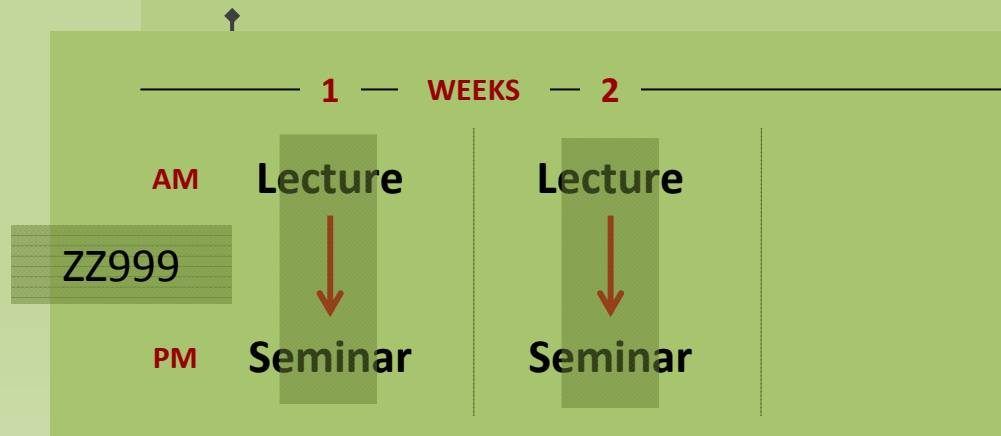 1 WEEKS 2
AM Lecture Lecture
ZZ999
PM Seminar Seminar